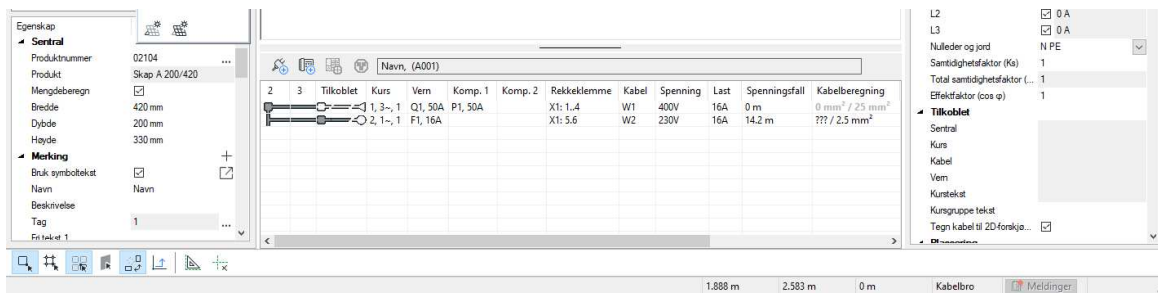 Egenskap
Sentral
Produktnummer 02104 ...
Produkt Skap A 200/420
Mengdeberegn
Bredde 420 mm
Dybde 200 mm
Høyde 330 mm
Merking
Bruk symboltekst
Navn Navn
Beskrivelse
Tag 1 ...
Fri tekst 1
Navn, (A001)
2 3 Tilkoblet Kurs Vern Komp. 1 Komp. 2 Rekkeklemme Kabel Spenning Last Spenningsfall Kabelberegning
1, 3~, 1 Q1, 50A P1, 50A X1: 1..4 W1 400V 16A 0 m 0 mm² / 25 mm²
2, 1~, 1 F1, 16A X1: 5.6 W2 230V 16A 14.2 m ??? / 2.5 mm²
L2 0 A
L3 0 A
Nulleder og jord N PE
Samtidighetsfaktor (Ks) 1
Total samtidighetsfaktor (... 1
Effektfaktor (cos φ) 1
Tilkoblet
Sentral
Kurs
Kabel
Vern
Kurstekst
Kursgruppe tekst
Tegn kabel til 2D-forskjø...
Plassering
1.888 m 2.583 m 0 m Kabelbro Meldinger